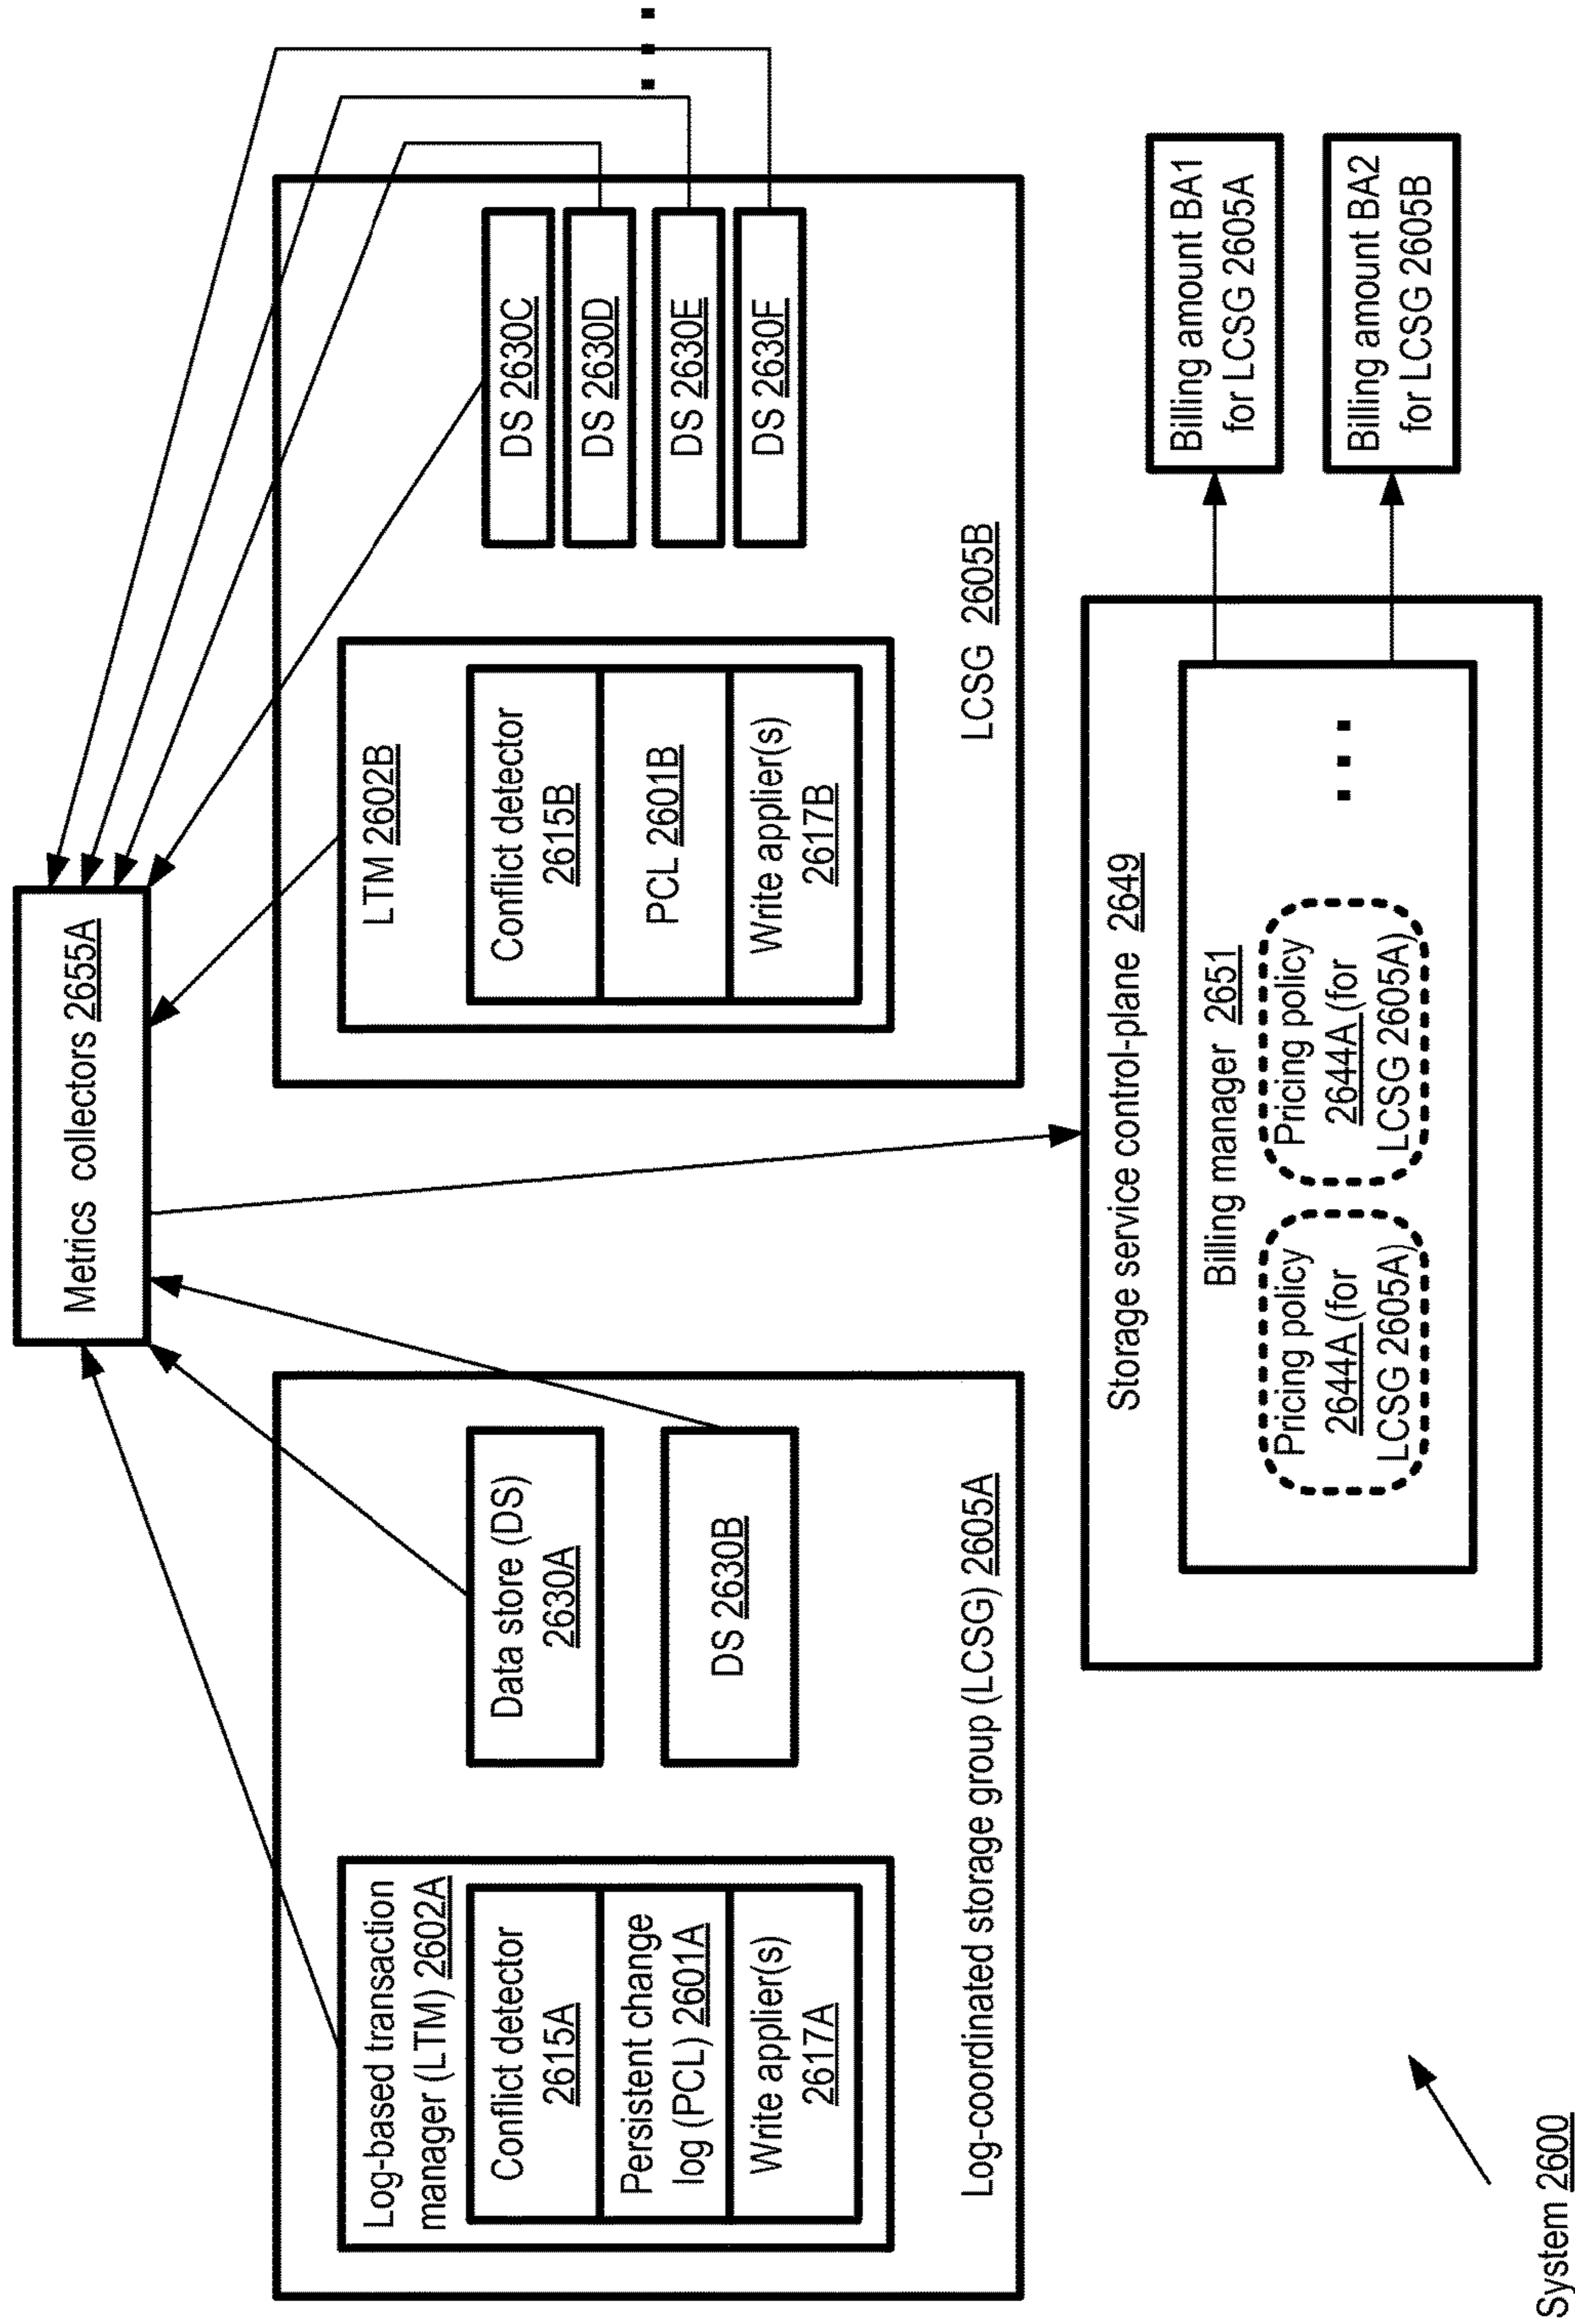 Metrics collectors 2655A
Log-based transaction
manager (LTM) 2602A
Conflict detector
2615A
Persistent change
log (PCL) 2601A
Write applier(s)
2617A
Data store (DS)
2630A
DS 2630B
Log-coordinated storage group (LCSG) 2605A
LTM 2602B
Conflict detector
2615B
PCL 2601B
Write applier(s)
2617B
DS 2630C
DS 2630D
DS 2630E
DS 2630F
LCSG 2605B
Storage service control-plane 2649
Billing manager 2651
Pricing policy
2644A (for
LCSG 2605A)
Pricing policy
2644A (for
LCSG 2605A)
Billing amount BA1
for LCSG 2605A
Billing amount BA2
for LCSG 2605B
System 2600